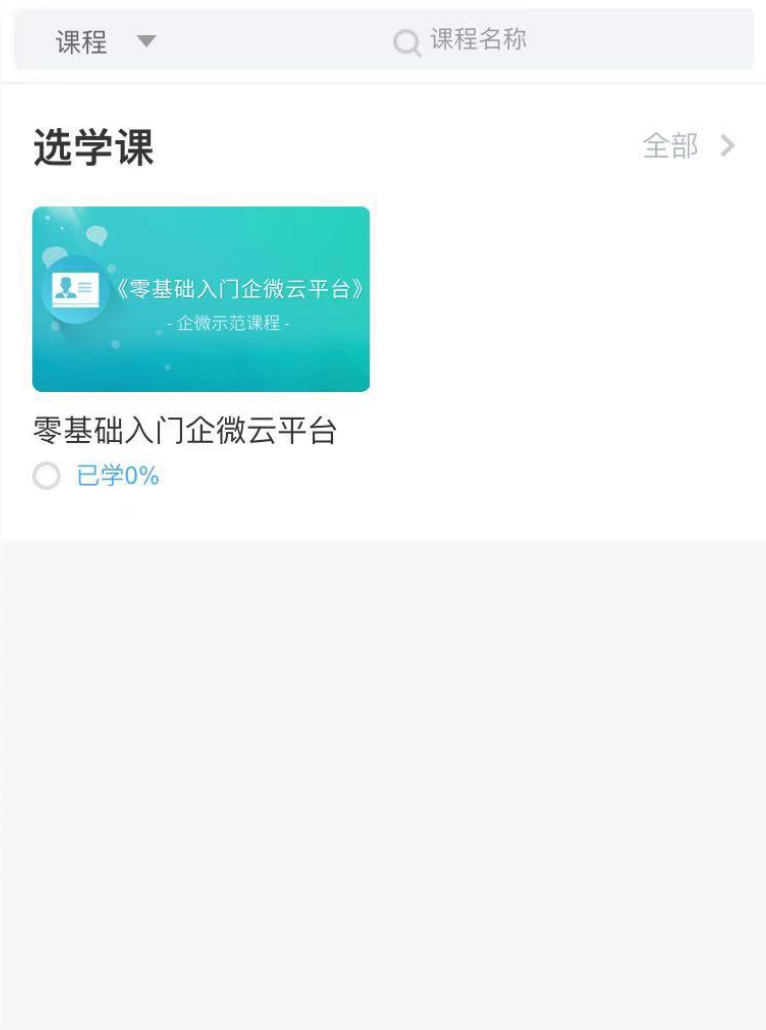 课程
课程名称
选学课
全部
《零基础入门企微云平台》
- 企微示范课程 -
零基础入门企微云平台
已学0%